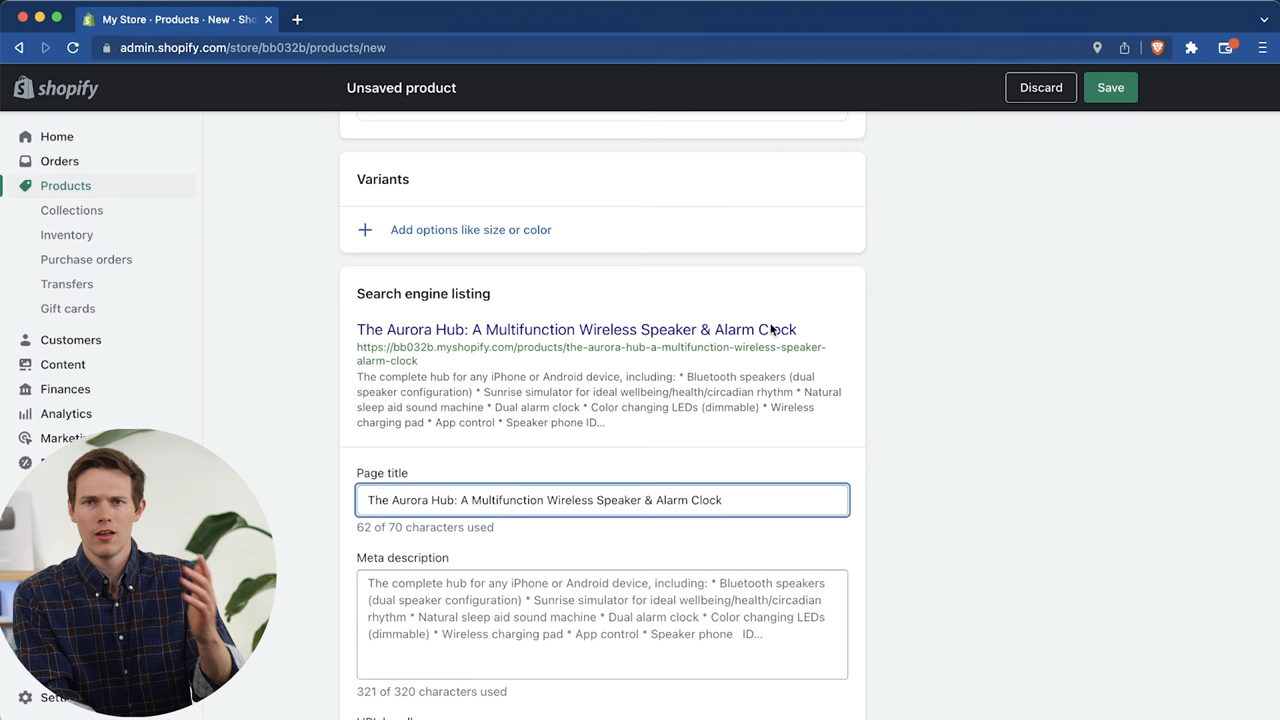 My Store · Products · New · Sho
admin.shopify.com/store/bb032b/products/new
shopify
Unsaved product
Discard
Save
Home
Orders
Products
Collections
Inventory
Purchase orders
Transfers
Gift cards
Customers
Content
Finances
Analytics
Variants
Add options like size or color
Search engine listing
The Aurora Hub: A Multifunction Wireless Speaker & Alarm Clock
https://bb032b.myshopify.com/products/the-aurora-hub-a-multifunction-wireless-speaker-
alarm-clock
The complete hub for any iPhone or Android device, including: * Bluetooth speakers (dual
speaker configuration) * Sunrise simulator for ideal wellbeing/health/circadian rhythm * Natural
sleep aid sound machine * Dual alarm clock * Color changing LEDs (dimmable) * Wireless
charging pad * App control * Speaker phone ID...
Page title
The Aurora Hub: A Multifunction Wireless Speaker & Alarm Clock
62 of 70 characters used
Meta description
The complete hub for any iPhone or Android device, including: * Bluetooth speakers
(dual speaker configuration) * Sunrise simulator for ideal wellbeing/health/circadian
rhythm * Natural sleep aid sound machine * Dual alarm clock * Color changing LEDs
(dimmable) * Wireless charging pad * App control * Speaker phone ID...
321 of 320 characters used